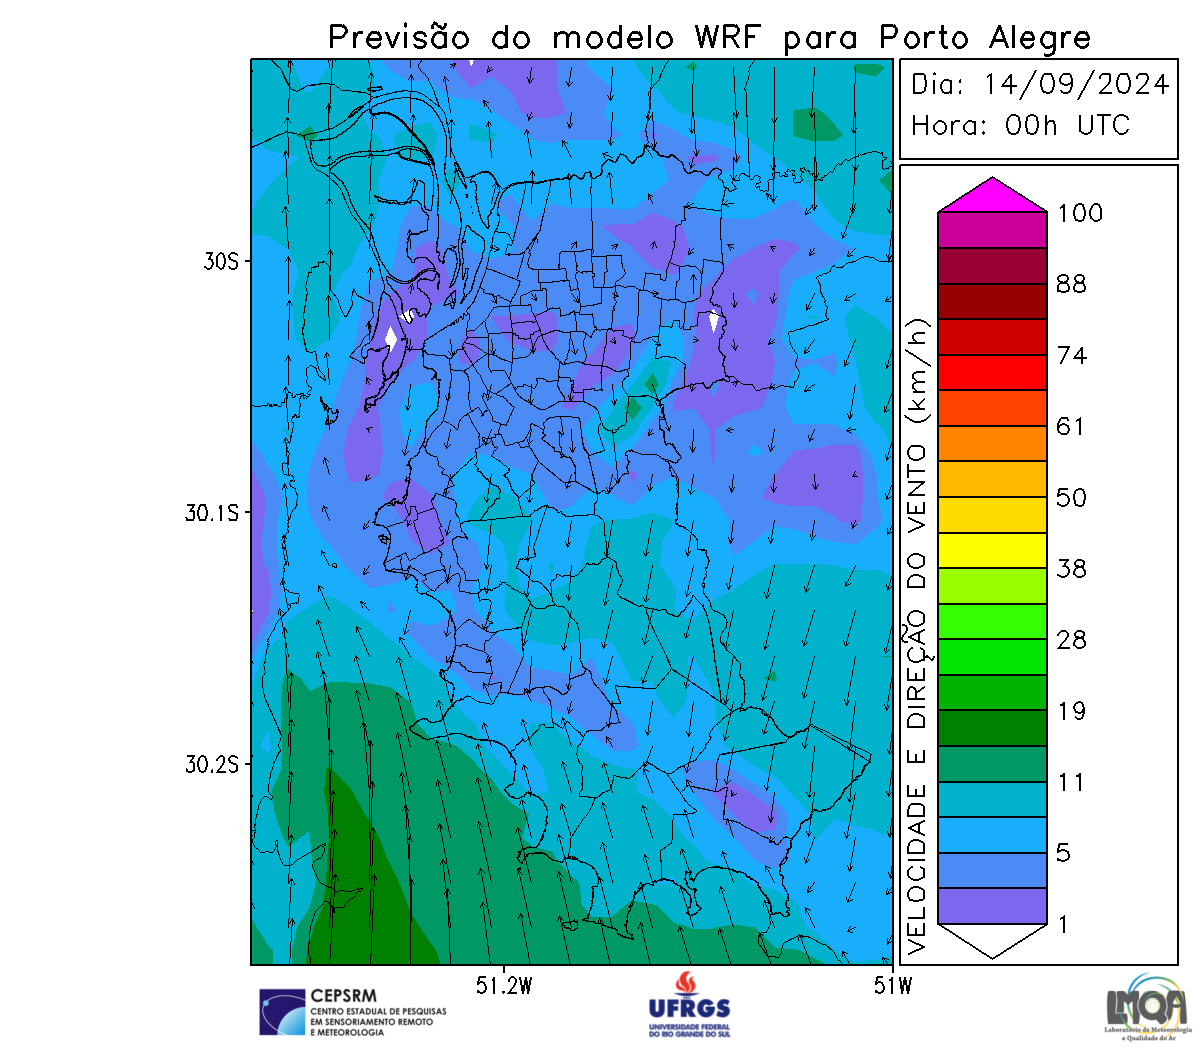 Previsão do modelo WRF para Porto Alegre
Dia: 14/09/2024
Hora: 00h UTC
30S
30.1S
30.2S
51.2W
51W
VELOCIDADE E DIREÇÃO DO VENTO (km/h)
100
88
74
61
50
38
28
19
11
5
1
CEPSRM
CENTRO ESTADUAL DE PESQUISAS
EM SENSORIAMENTO REMOTO
E METEOROLOGIA
UFRGS
UNIVERSIDADE FEDERAL
DO RIO GRANDE DO SUL
LMQA
Laboratório de Meteorologia
e Qualidade do Ar